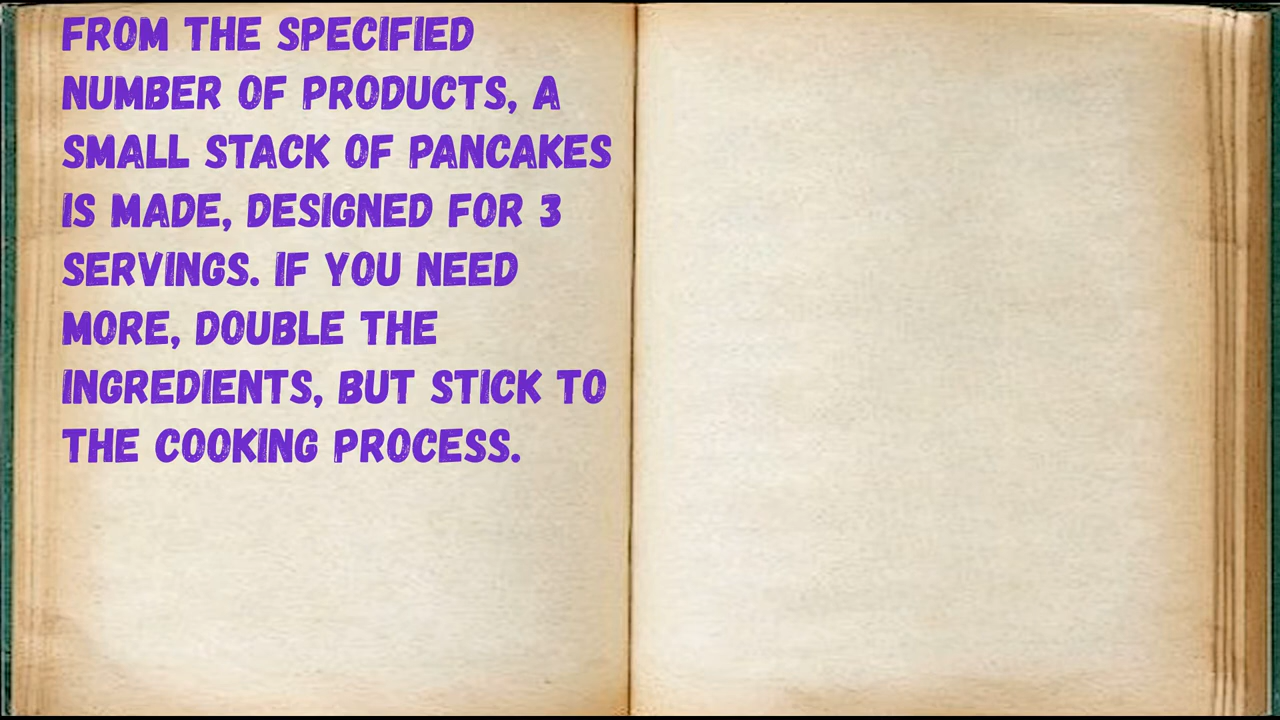 FROM THE SPECIFIED
NUMBER OF PRODUCTS, A
SMALL STACK OF PANCAKES
IS MADE, DESIGNED FOR 3
SERVINGS. IF YOU NEED
MORE, DOUBLE THE
INGREDIENTS, BUT STICK TO
THE COOKING PROCESS.